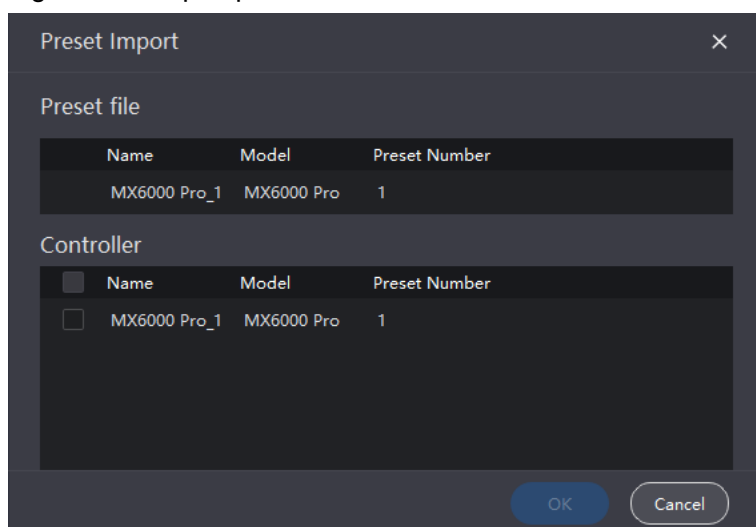 Preset Import
Preset file
Name Model Preset Number
MX6000 Pro_1 MX6000 Pro 1
Controller
Name Model Preset Number
MX6000 Pro_1 MX6000 Pro 1
OK Cancel